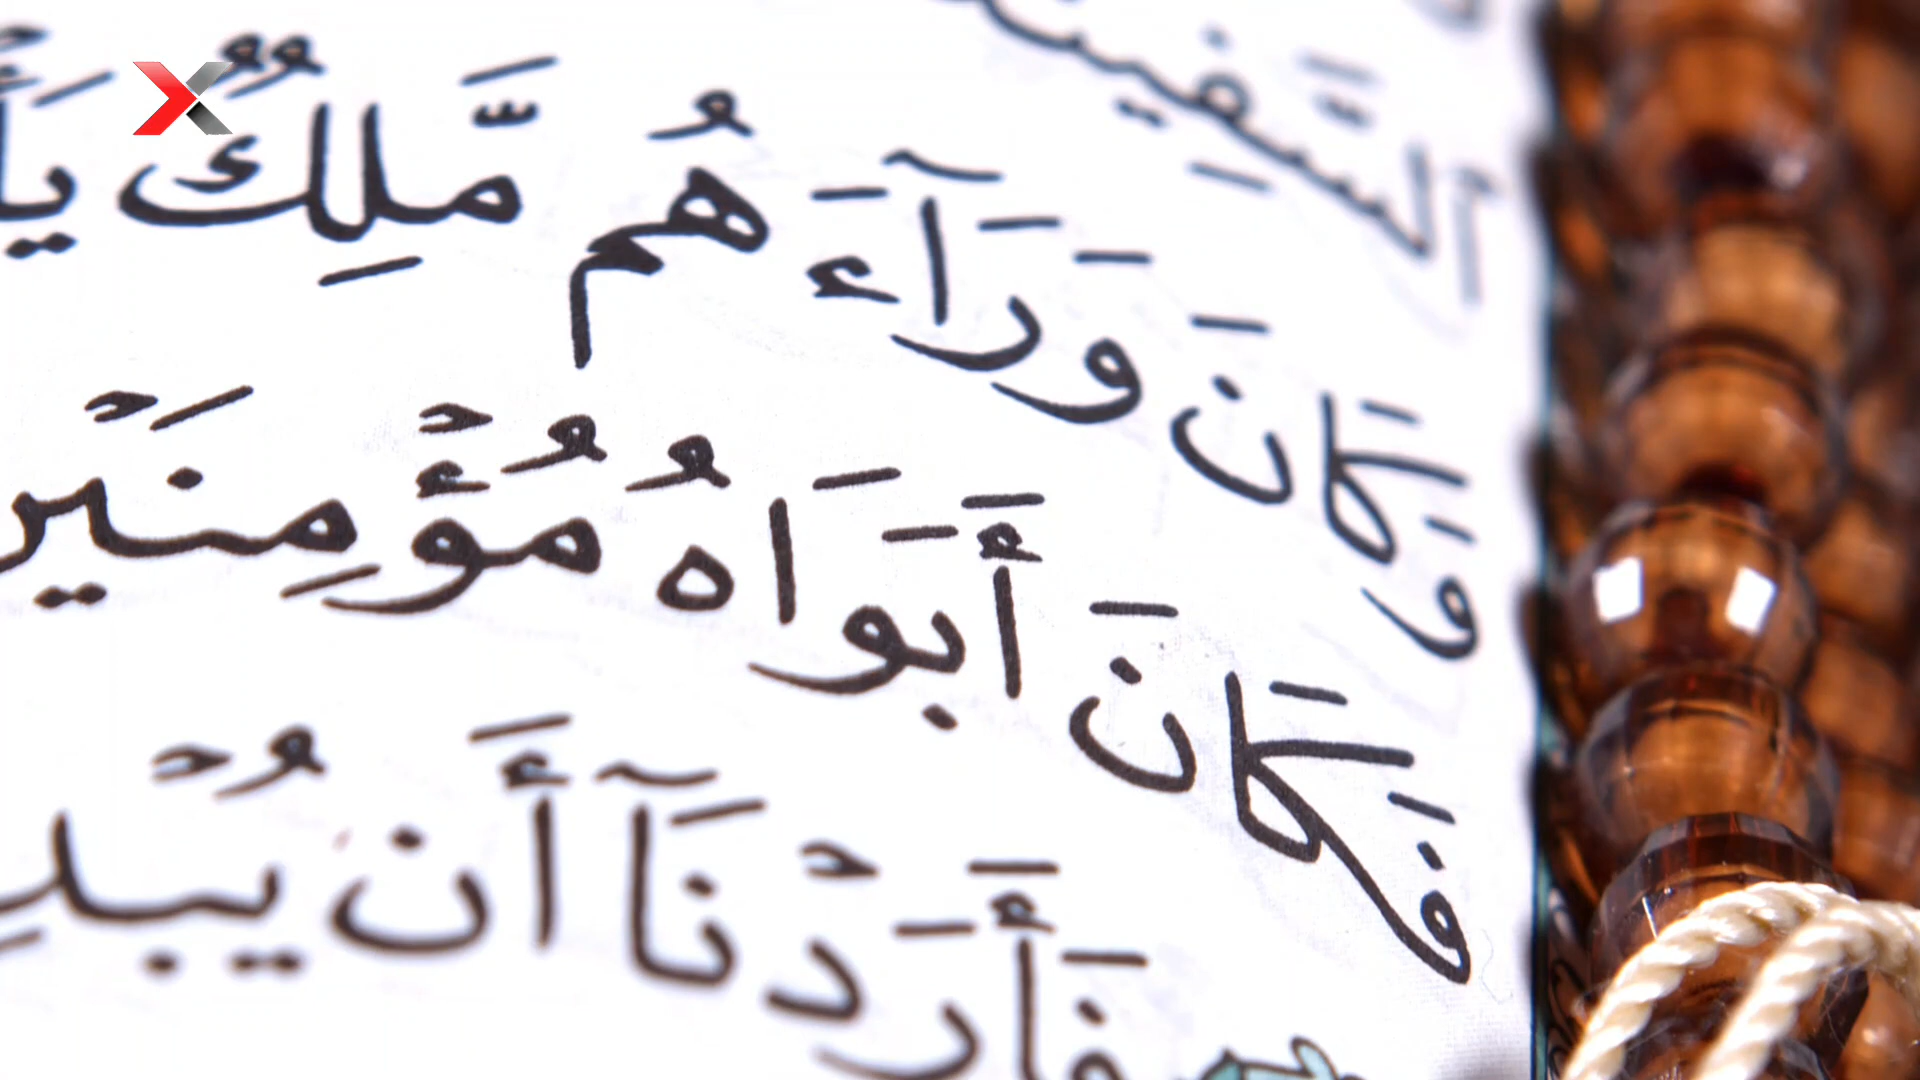 ٱلسَّفِينَ
وَكَانَ وَرَآءَهُم مَّلِكٌ يَأ
فَكَانَ أَبَوَاهُ مُؤْمِنَيْن
فَأَرَدْنَآ أَن يُبْدِ